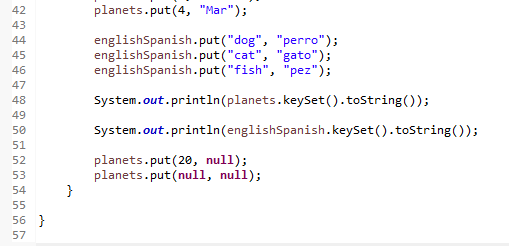 42 planets.put(4, "Mar");
43
44 englishSpanish.put("dog", "perro");
45 englishSpanish.put("cat", "gato");
46 englishSpanish.put("fish", "pez");
47
48 System.out.println(planets.keySet().toString());
49
50 System.out.println(englishSpanish.keySet().toString());
51
52 planets.put(20, null);
53 planets.put(null, null);
54 }
55
56 }
57